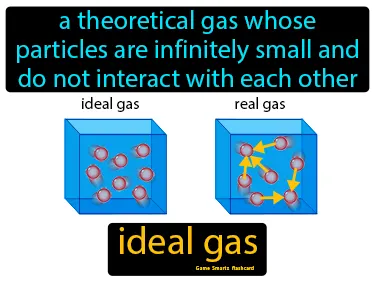 a theoretical gas whose
particles are infinitely small and
do not interact with each other
ideal gas
real gas
ideal gas
Game Smartz flashcard